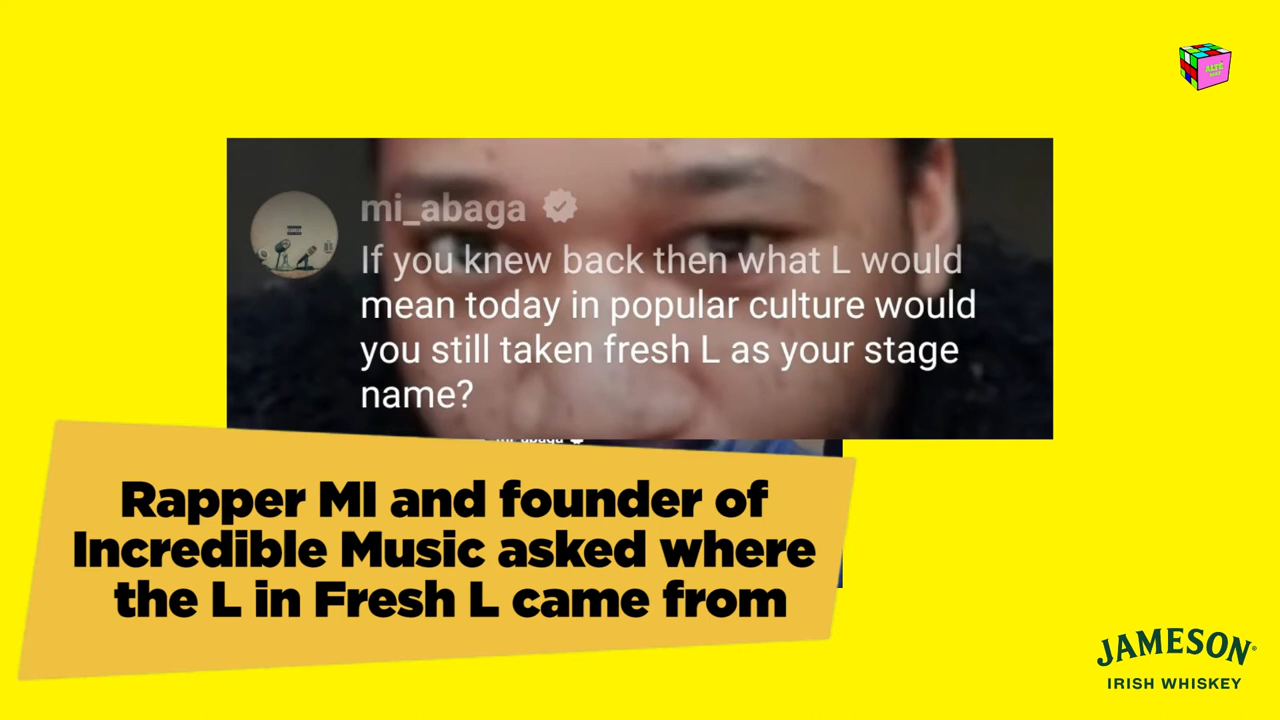 mi_abaga
If you knew back then what L would
mean today in popular culture would
you still taken fresh L as your stage
name?
Rapper MI and founder of
Incredible Music asked where
the L in Fresh L came from
JAMESON
IRISH WHISKEY